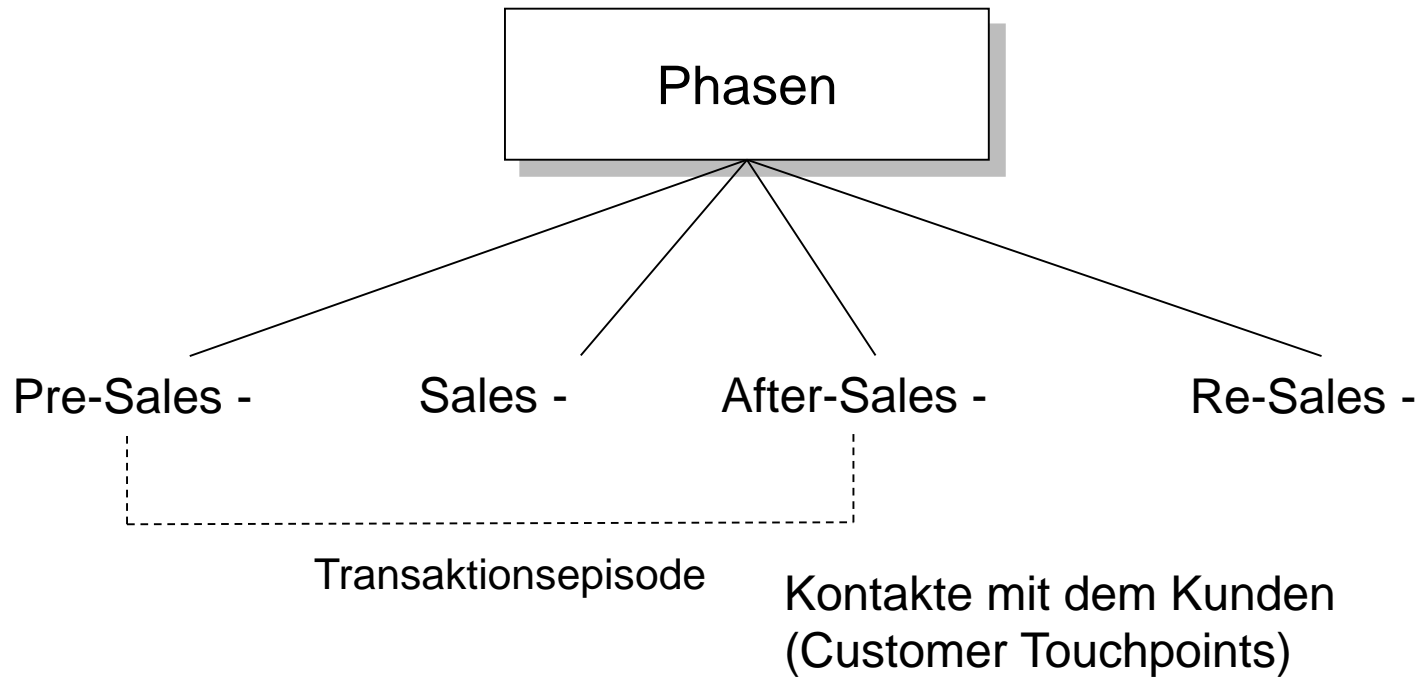 Phasen
Pre-Sales -
Sales -
After-Sales -
Re-Sales -
Transaktionsepisode
Kontakte mit dem Kunden
(Customer Touchpoints)